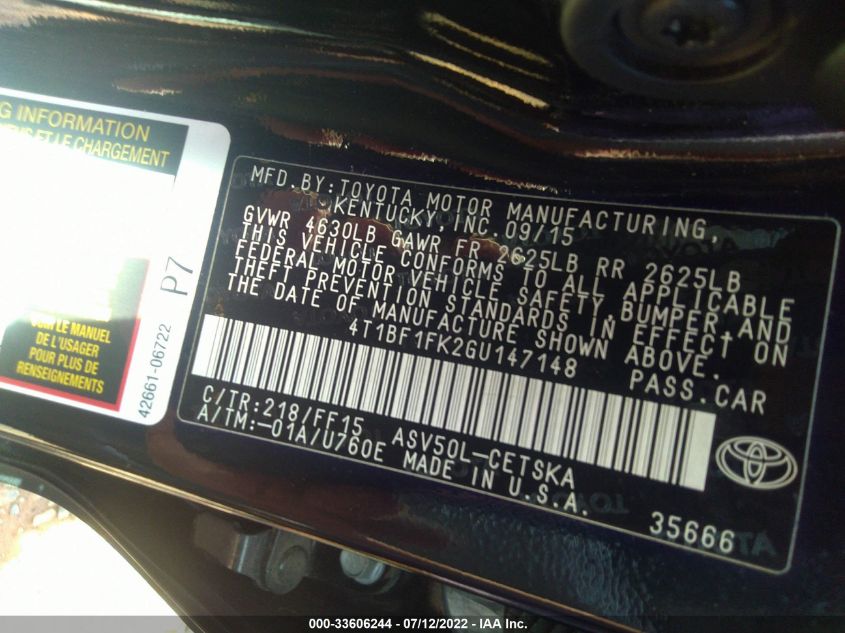 G INFORMATION
ET LE CHARGEMENT
COM LE MANUEL
DE L'USAGER
POUR PLUS DE
RENSEIGNEMENTS
42661-06722
P7
MFD. BY: TOYOTA MOTOR MANUFACTURING,
KENTUCKY, INC. 09/15
GVWR 4630LB GAWR FR 2625LB RR 2625LB
THIS VEHICLE CONFORMS TO ALL APPLICABLE
FEDERAL MOTOR VEHICLE SAFETY, BUMPER, AND
THEFT PREVENTION STANDARDS IN EFFECT ON
THE DATE OF MANUFACTURE SHOWN ABOVE.
4T1BF1FK2GU147148 PASS.CAR
C/TR:218/FF15 ASV50L-CETSKA
A/TM:-01A/U760E MADE IN U.S.A.
35666
000-33606244 - 07/12/2022 - IAA Inc.